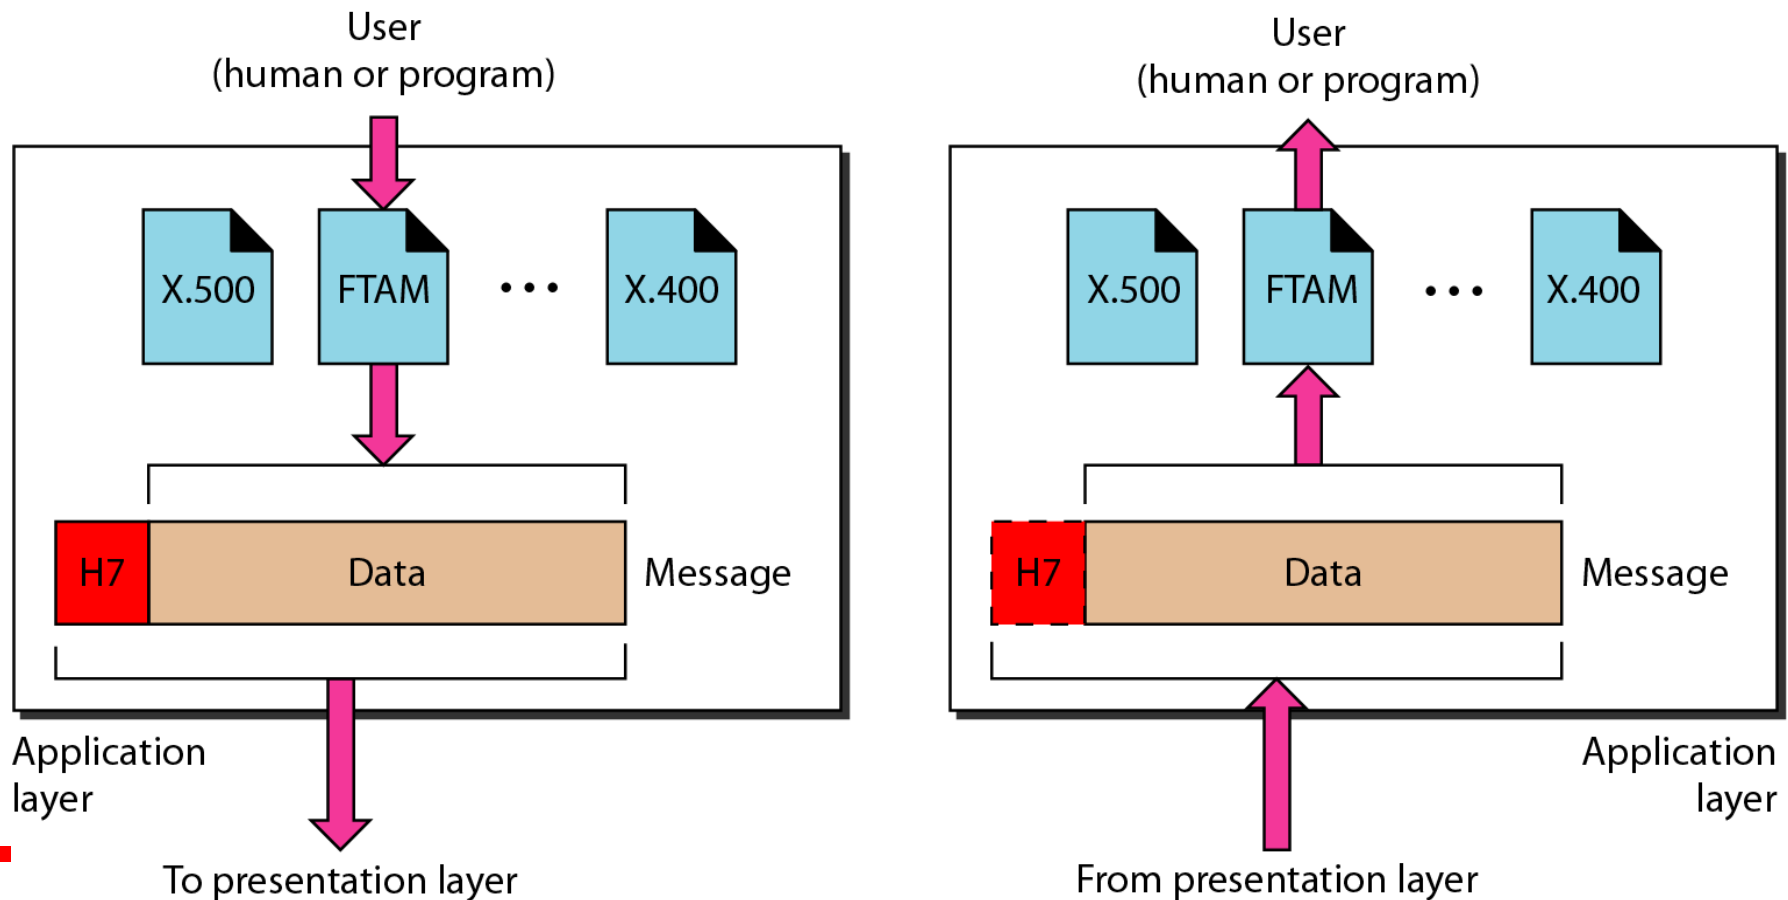 User
(human or program)
X.500
FTAM
...
X.400
H7
Data
Message
Application
layer
To presentation layer
User
(human or program)
X.500
FTAM
...
X.400
H7
Data
Message
Application
layer
From presentation layer